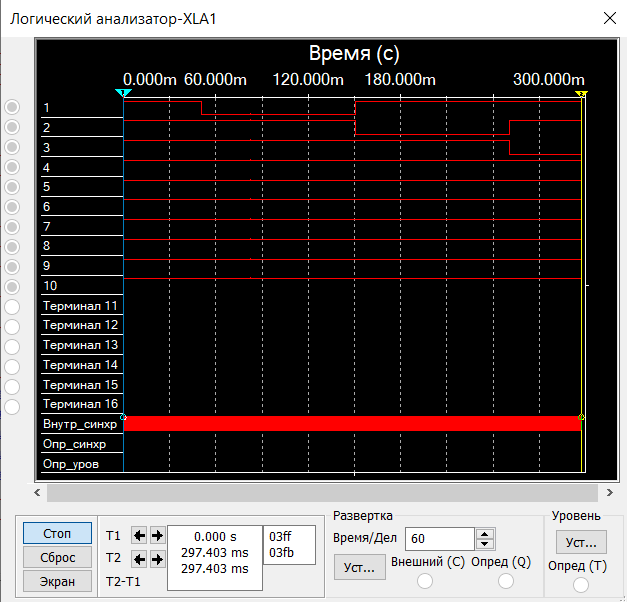 Логический анализатор-XLA1
Время (с)
0.000m 60.000m 120.000m 180.000m 300.000m
1
2
3
4
5
6
7
8
9
10
Терминал 11
Терминал 12
Терминал 13
Терминал 14
Терминал 15
Терминал 16
Внутр_синхр
Опр_синхр
Опр_уров
Стоп
Сброс
Экран
T1
T2
T2-T1
0.000 s
297.403 ms
297.403 ms
03ff
03fb
Развертка
Время/Дел 60
Уст...
Внешний (C) Опред (Q)
Уровень
Уст...
Опред (T)